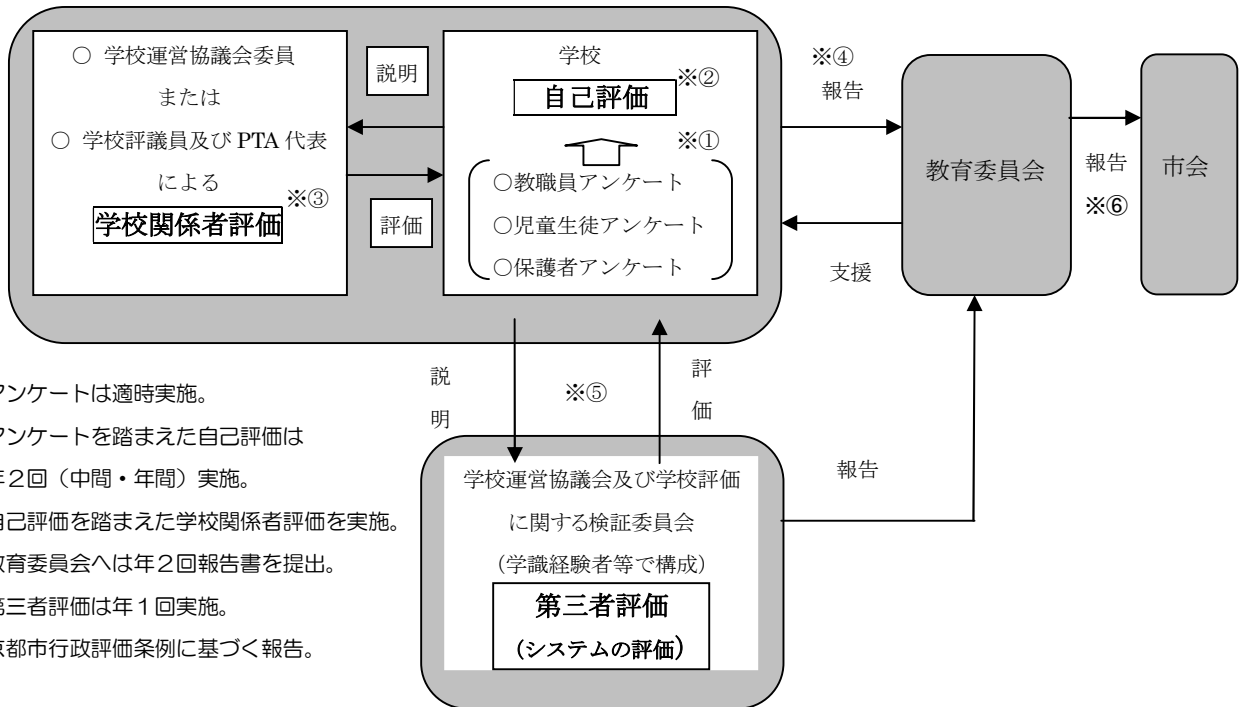 ○ 学校運営協議会委員
または
○ 学校評議員及び PTA 代表
による
※③
学校関係者評価
説明
評価
学校
※②
自己評価
※①
○教職員アンケート
○児童生徒アンケート
○保護者アンケート
※④
報告
支援
教育委員会
報告
※⑥
市会
説
明
※⑤
評
価
アンケートは適時実施。
アンケートを踏まえた自己評価は
年2回（中間・年間）実施。
自己評価を踏まえた学校関係者評価を実施。
教育委員会へは年2回報告書を提出。
第三者評価は年1回実施。
京都市行政評価条例に基づく報告。
学校運営協議会及び学校評価
に関する検証委員会
（学識経験者等で構成）
第三者評価
（システムの評価）
報告